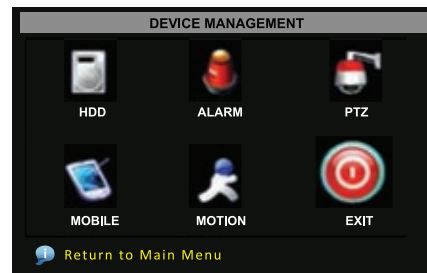 DEVICE MANAGEMENT
HDD ALARM PTZ
MOBILE MOTION EXIT
Return to Main Menu